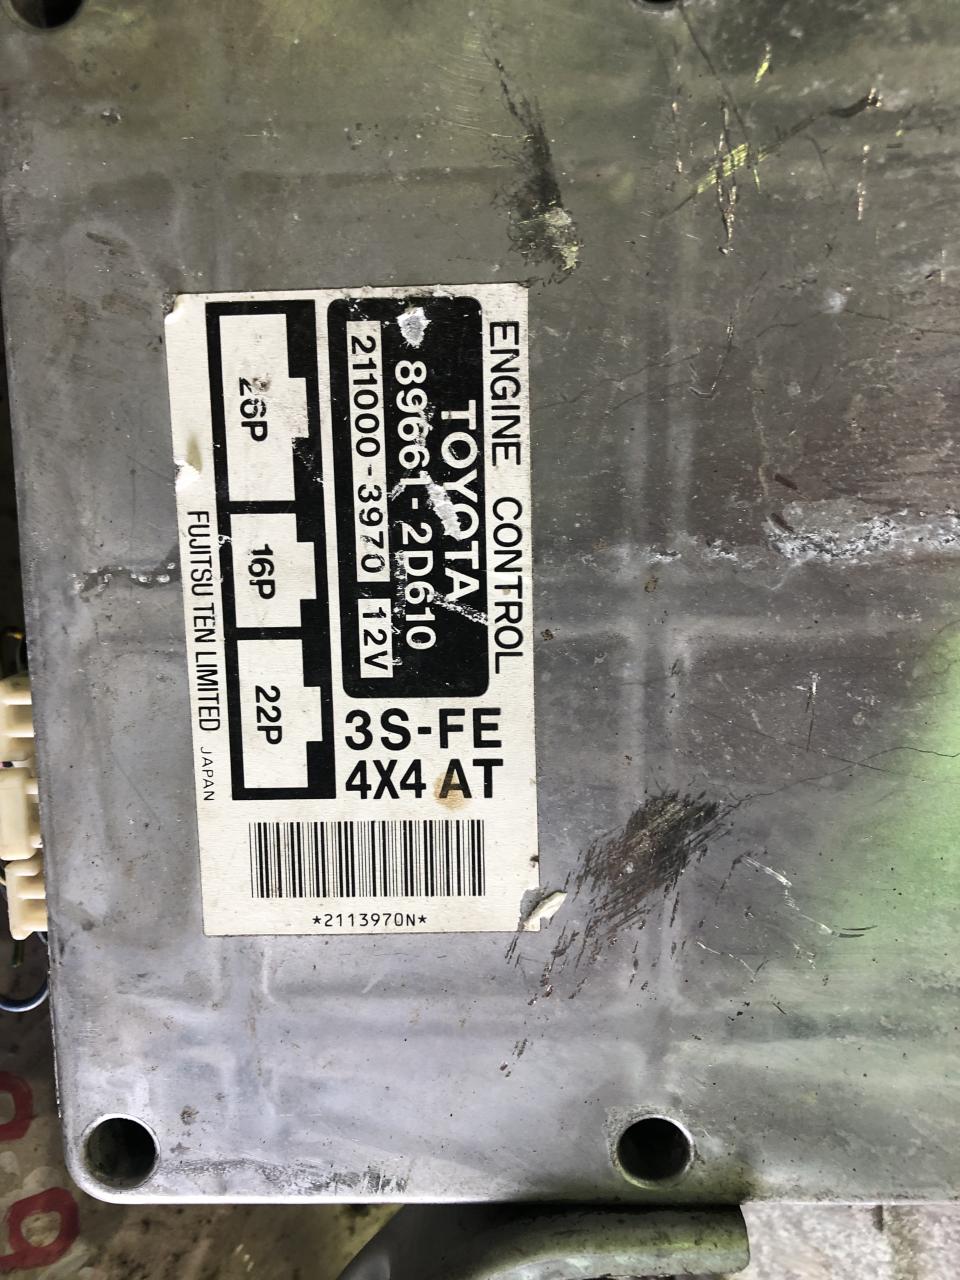 ENGINE CONTROL
TOYOTA
89661-2D610
211000-3970 12V
3S-FE
4X4 AT
26P
16P
22P
FUJITSU TEN LIMITED JAPAN
*2113970N*